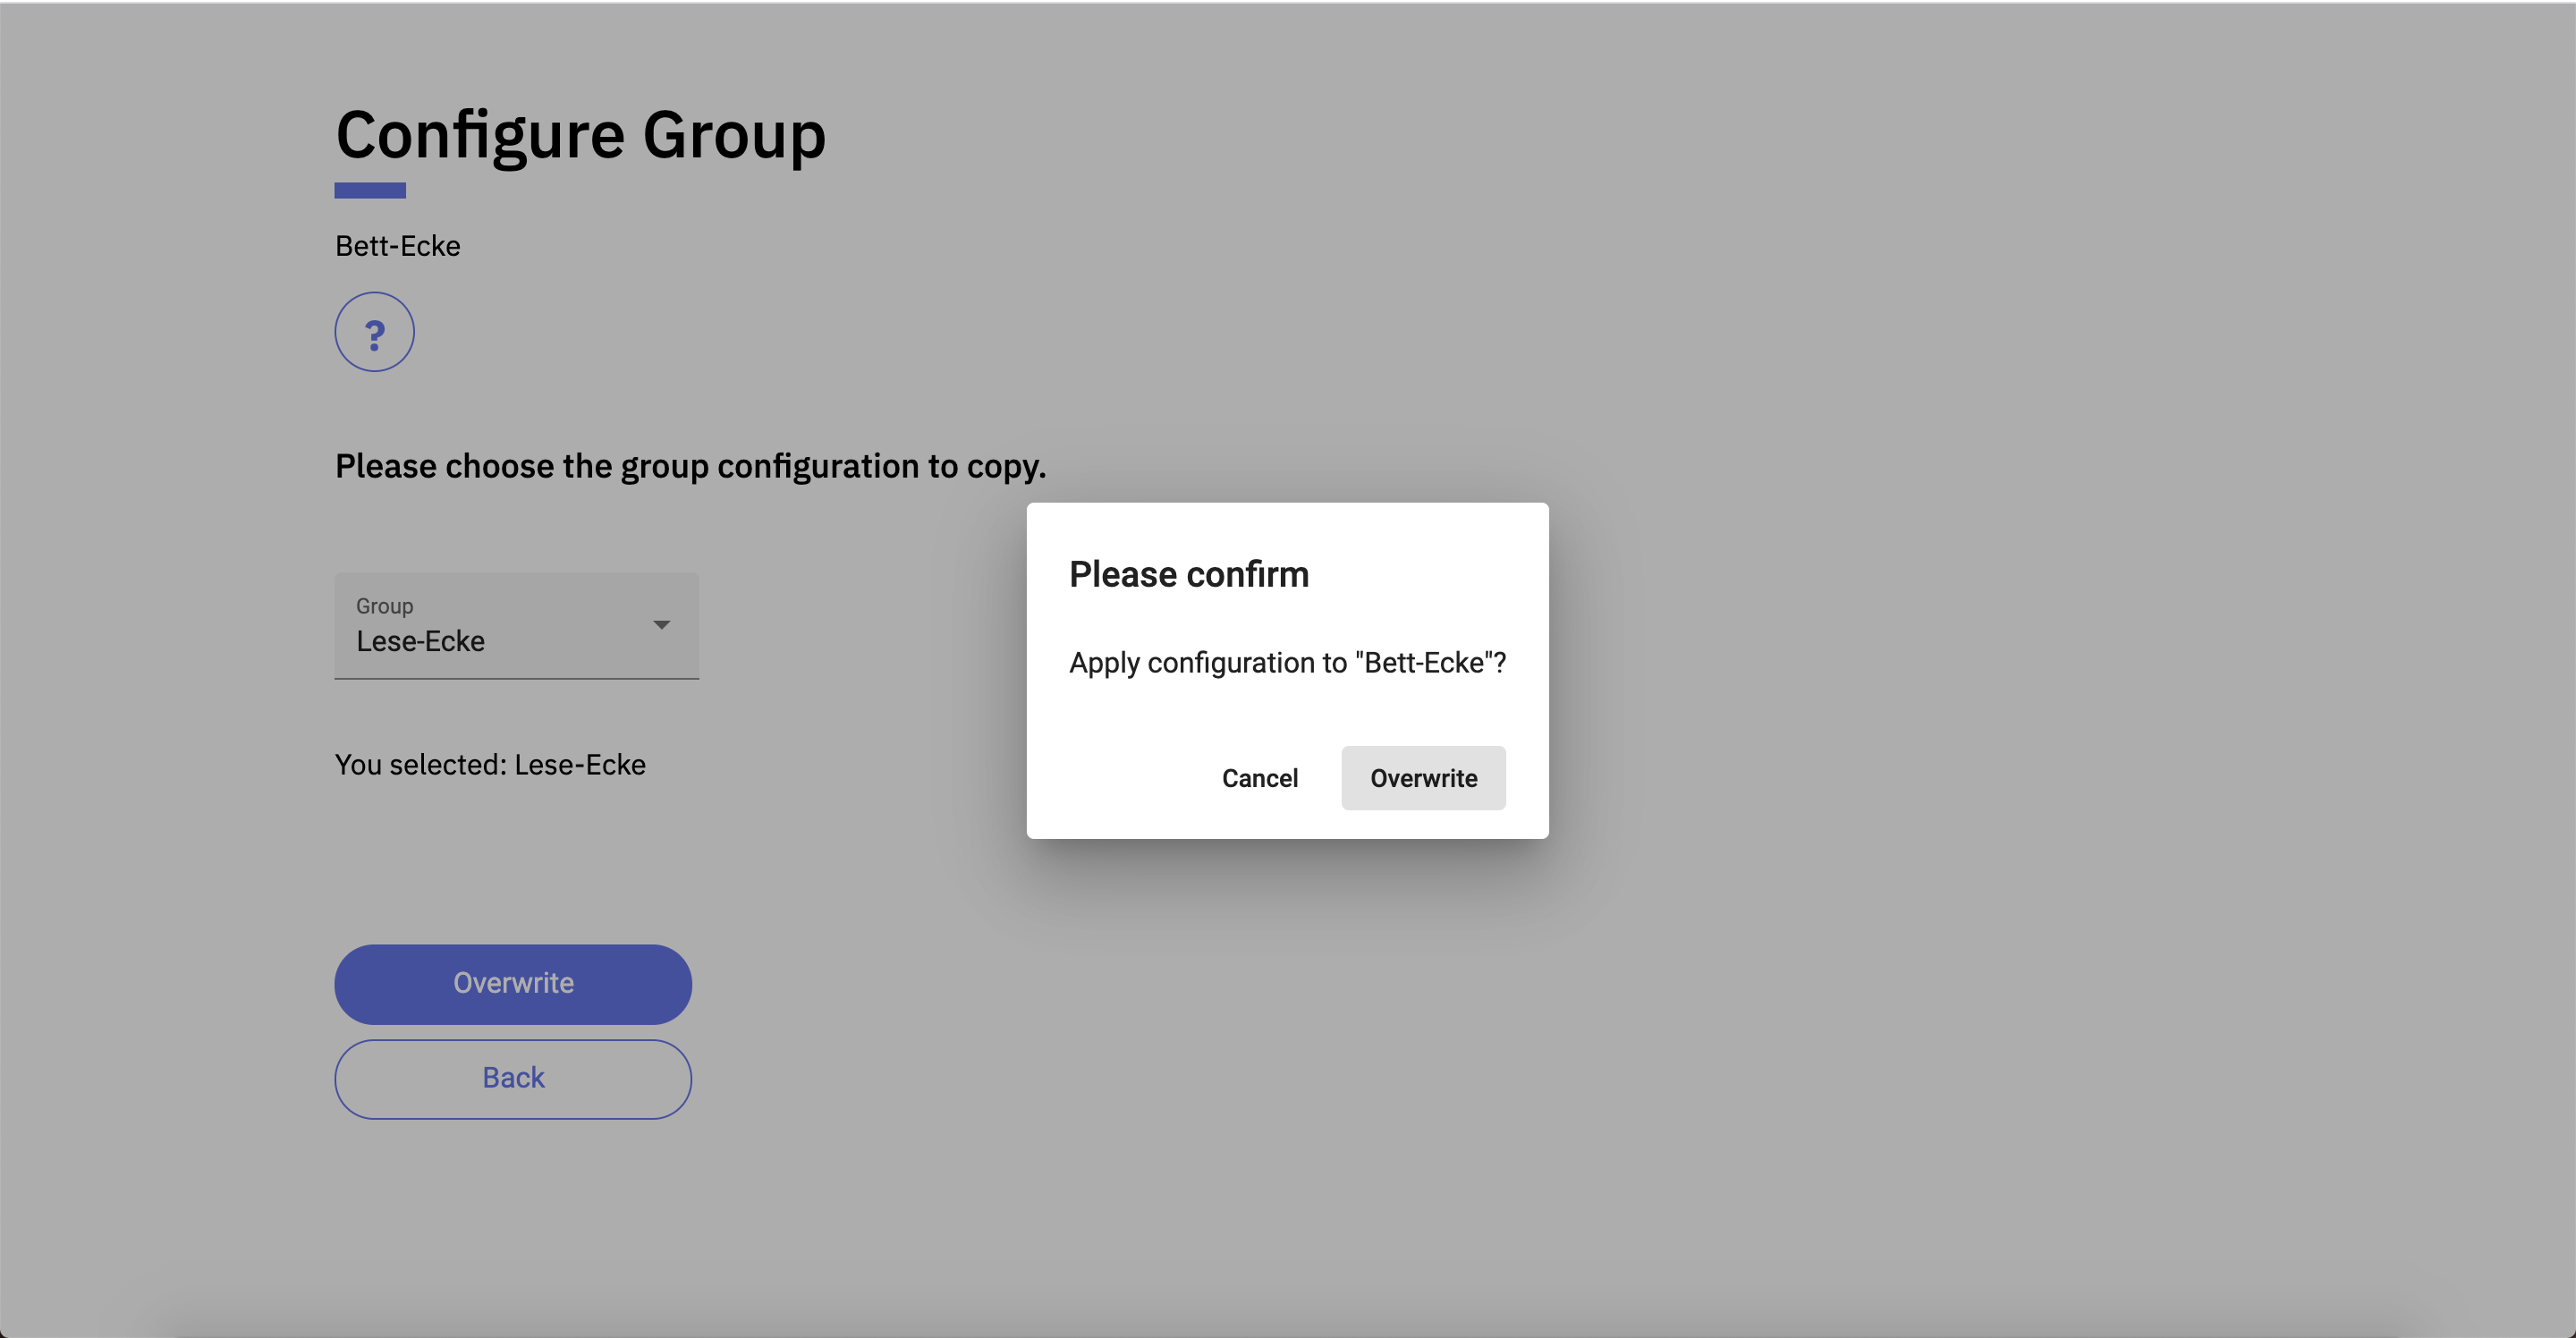 Configure Group
Bett-Ecke
?
Please choose the group configuration to copy.
Group
Lese-Ecke
You selected: Lese-Ecke
Overwrite
Back
Please confirm
Apply configuration to "Bett-Ecke"?
Cancel
Overwrite